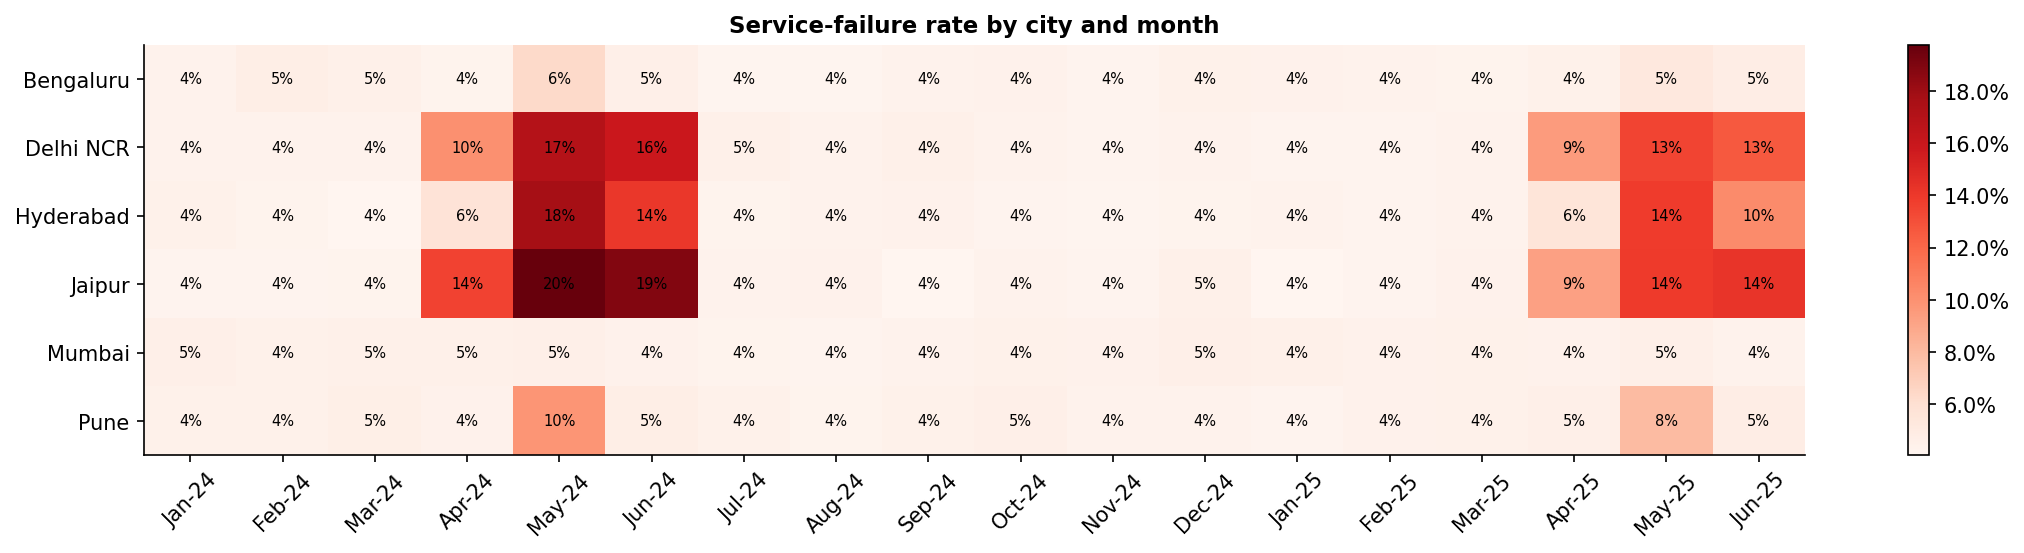 Service-failure rate by city and month
Bengaluru 4% 5% 5% 4% 6% 5% 4% 4% 4% 4% 4% 4% 4% 4% 4% 4% 5% 5%
Delhi NCR 4% 4% 4% 10% 17% 16% 5% 4% 4% 4% 4% 4% 4% 4% 4% 9% 13% 13%
Hyderabad 4% 4% 4% 6% 18% 14% 4% 4% 4% 4% 4% 4% 4% 4% 4% 6% 14% 10%
Jaipur 4% 4% 4% 14% 20% 19% 4% 4% 4% 4% 4% 5% 4% 4% 4% 9% 14% 14%
Mumbai 5% 4% 5% 5% 5% 4% 4% 4% 4% 4% 4% 5% 4% 4% 4% 4% 5% 4%
Pune 4% 4% 5% 4% 10% 5% 4% 4% 4% 5% 4% 4% 4% 4% 4% 5% 8% 5%
Jan-24 Feb-24 Mar-24 Apr-24 May-24 Jun-24 Jul-24 Aug-24 Sep-24 Oct-24 Nov-24 Dec-24 Jan-25 Feb-25 Mar-25 Apr-25 May-25 Jun-25
18.0%
16.0%
14.0%
12.0%
10.0%
8.0%
6.0%